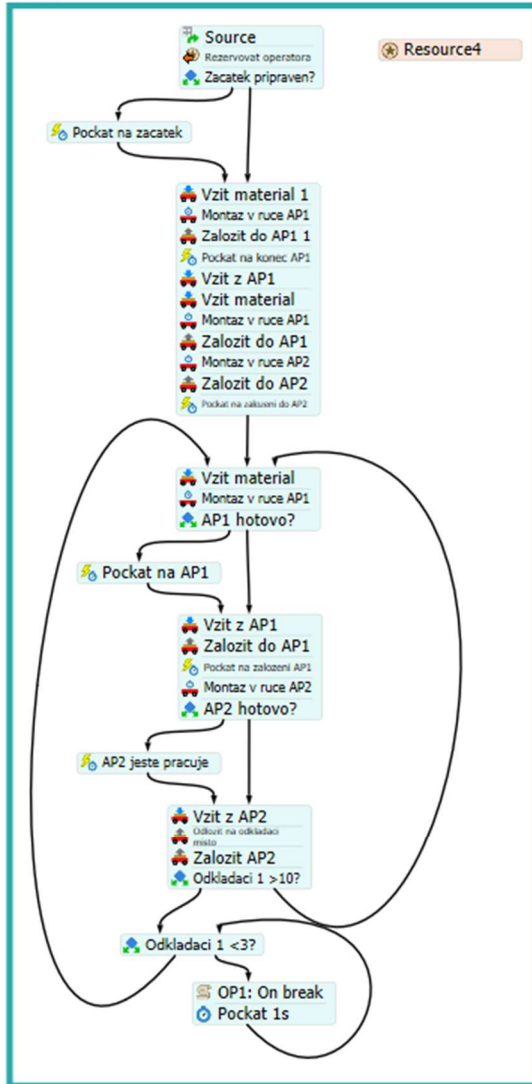 Source
Resource4
Rezervovat operatora
Zacatek pripraven?
Pockat na zacatek
Vzit material 1
Montaz v ruce AP1
Zalozit do AP1 1
Pockat na konec AP1
Vzit z AP1
Vzit material
Montaz v ruce AP1
Zalozit do AP1
Montaz v ruce AP2
Zalozit do AP2
Pockat na zalozeni do AP2
Vzit material
Montaz v ruce AP1
AP1 hotovo?
Pockat na AP1
Vzit z AP1
Zalozit do AP1
Pockat na zalozeni AP1
Montaz v ruce AP2
AP2 hotovo?
AP2 jeste pracuje
Vzit z AP2
Odlozit na odkladaci
misto
Zalozit AP2
Odkladaci 1 >10?
Odkladaci 1 <3?
OP1: On break
Pockat 1s